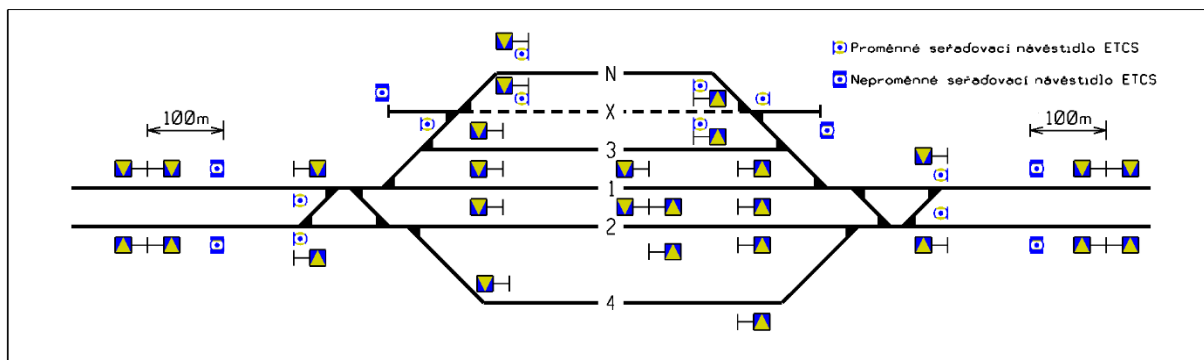 N
Proměnné seřaďovací návěstidlo ETCS
Neproměnné seřaďovací návěstidlo ETCS
X
100m
100m
3
1
2
4